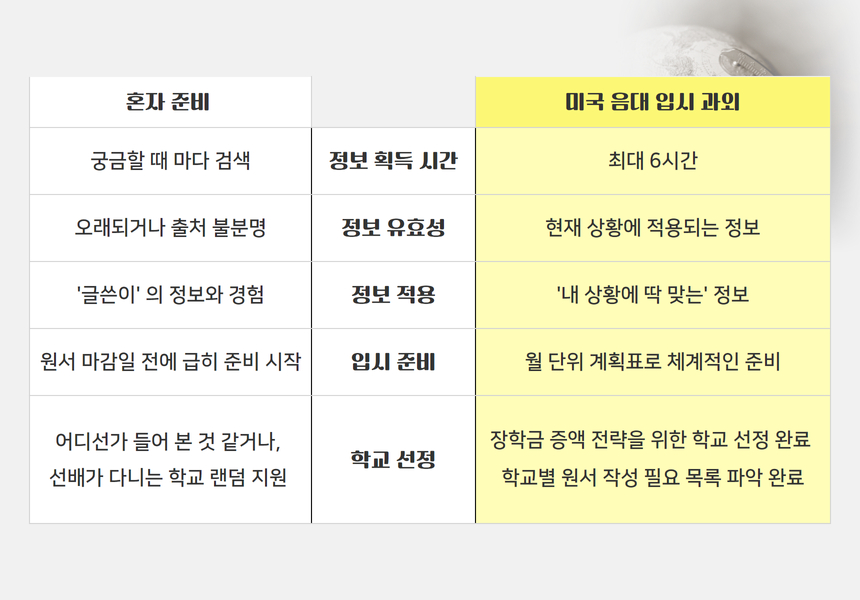 혼자 준비
미국 음대 입시 과외
궁금할 때 마다 검색
정보 획득 시간
최대 6시간
오래되거나 출처 불분명
정보 유효성
현재 상황에 적용되는 정보
'글쓴이' 의 정보와 경험
정보 적용
'내 상황에 딱 맞는' 정보
원서 마감일 전에 급히 준비 시작
입시 준비
월 단위 계획표로 체계적인 준비
어디선가 들어 본 것 같거나,
선배가 다니는 학교 랜덤 지원
학교 선정
장학금 증액 전략을 위한 학교 선정 완료
학교별 원서 작성 필요 목록 파악 완료